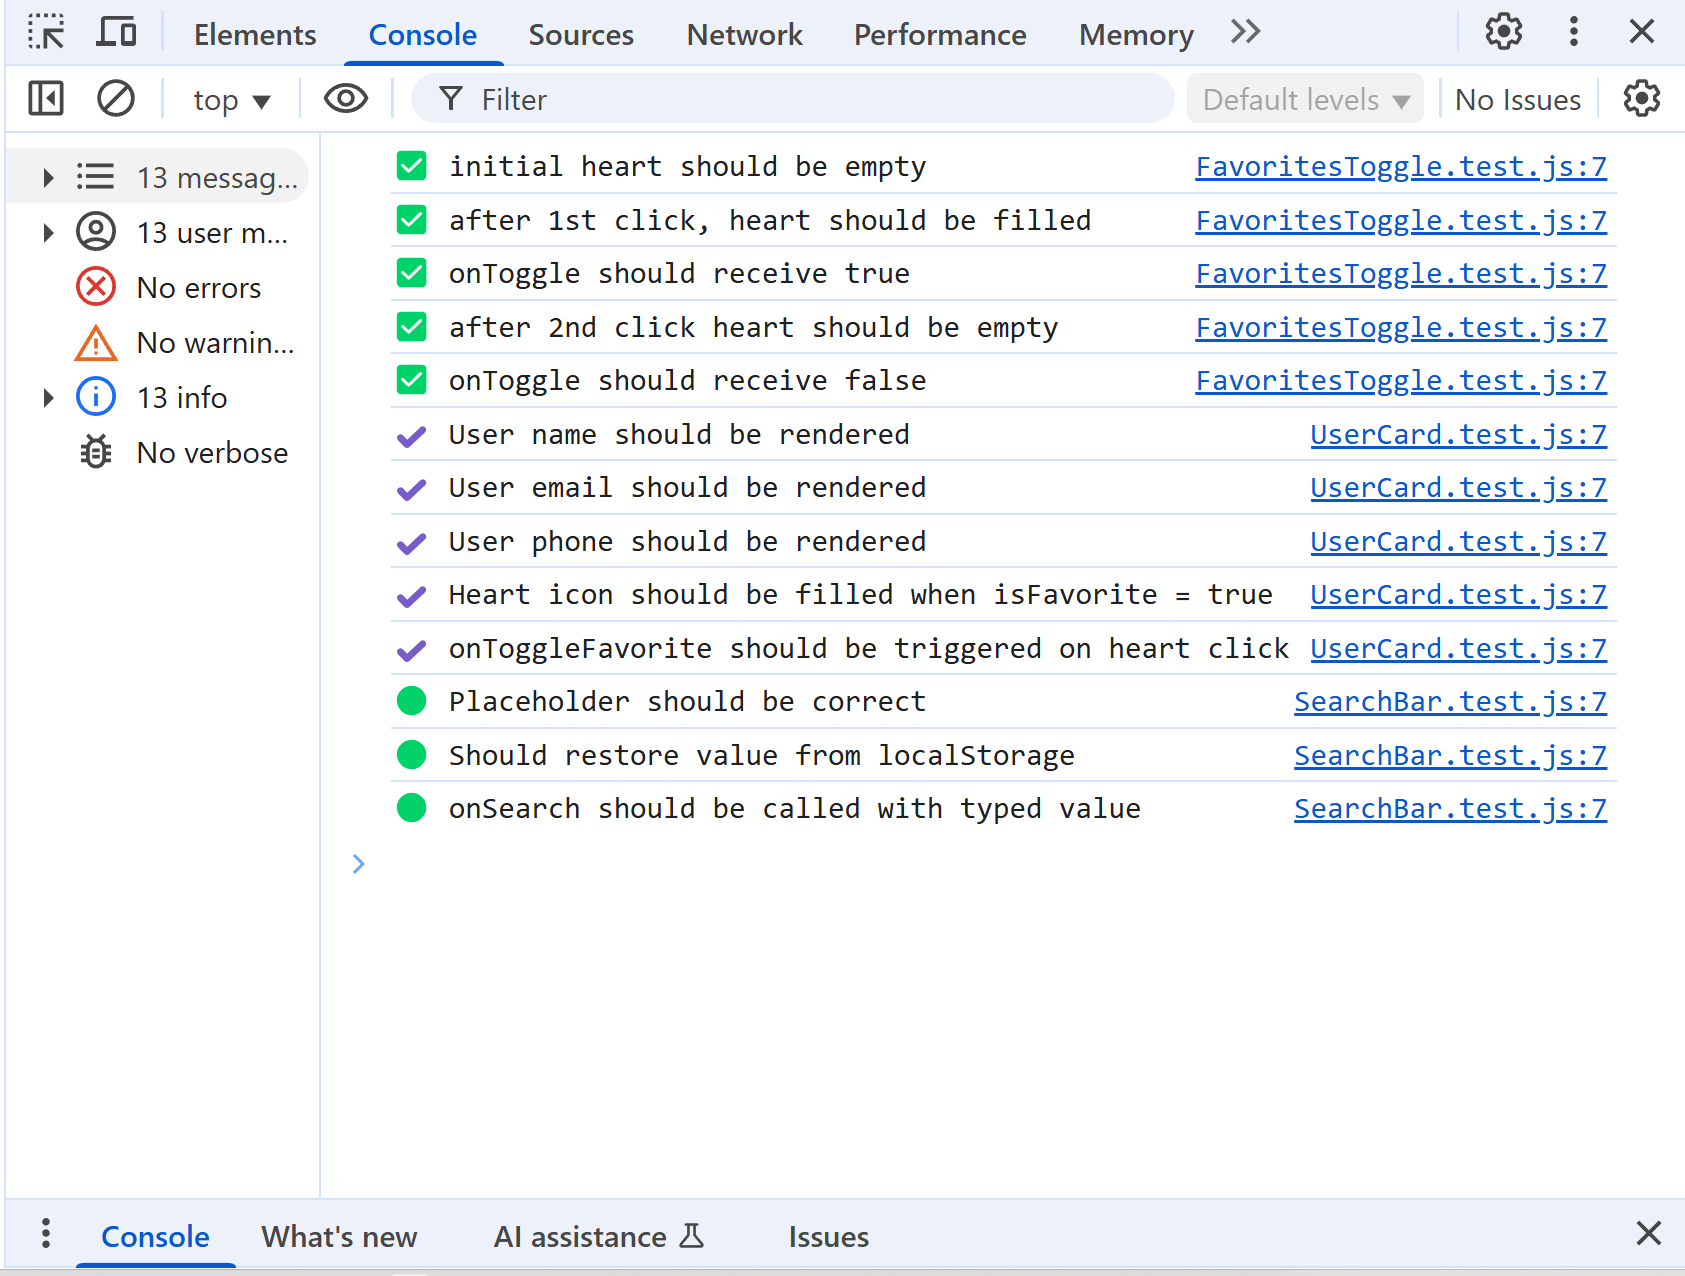 Elements Console Sources Network Performance Memory
top Filter Default levels No Issues
13 messag...
13 user m...
No errors
No warnin...
13 info
No verbose
initial heart should be empty FavoritesToggle.test.js:7
after 1st click, heart should be filled FavoritesToggle.test.js:7
onToggle should receive true FavoritesToggle.test.js:7
after 2nd click heart should be empty FavoritesToggle.test.js:7
onToggle should receive false FavoritesToggle.test.js:7
User name should be rendered UserCard.test.js:7
User email should be rendered UserCard.test.js:7
User phone should be rendered UserCard.test.js:7
Heart icon should be filled when isFavorite = true UserCard.test.js:7
onToggleFavorite should be triggered on heart click UserCard.test.js:7
Placeholder should be correct SearchBar.test.js:7
Should restore value from localStorage SearchBar.test.js:7
onSearch should be called with typed value SearchBar.test.js:7
Console What's new AI assistance Issues